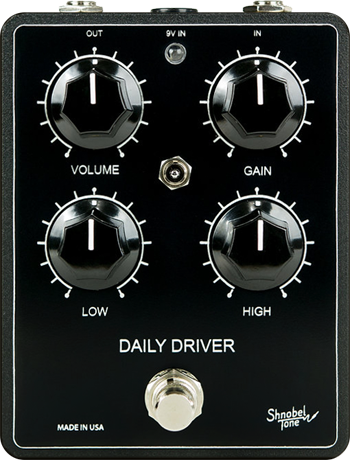 OUT 9V IN IN
VOLUME GAIN
LOW HIGH
DAILY DRIVER
MADE IN USA
Shnobel
Tone